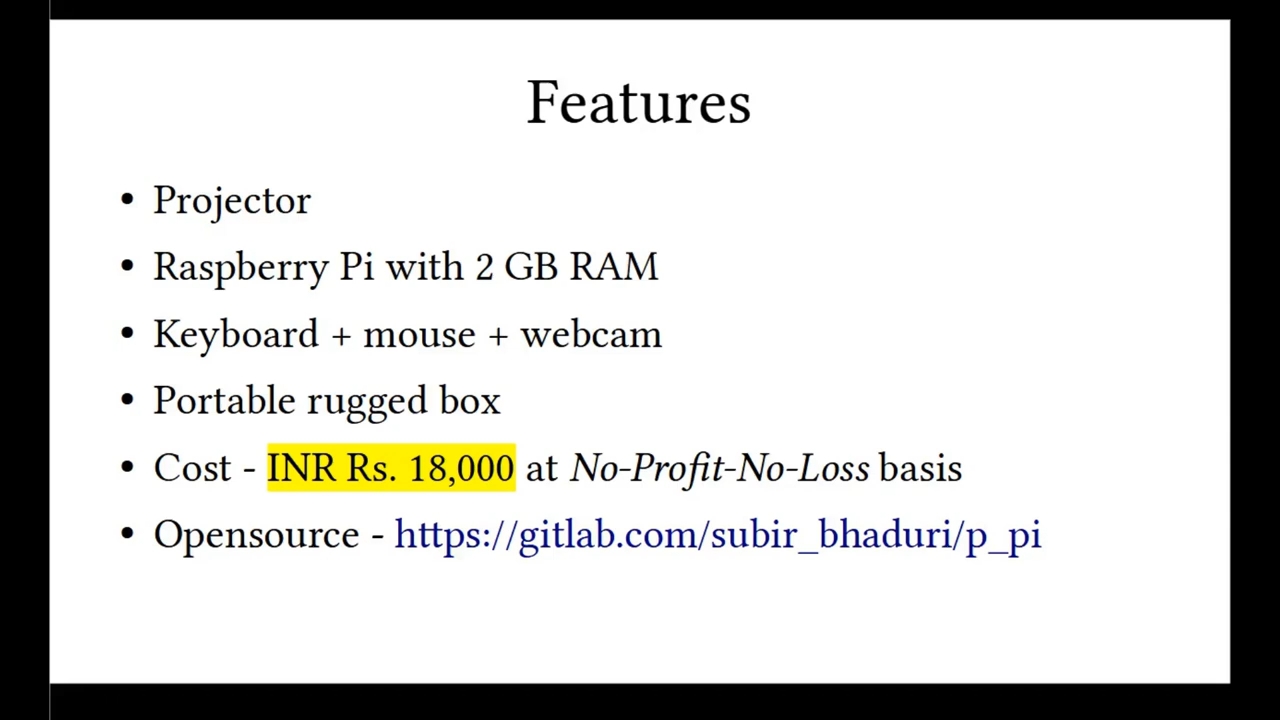 Features
• Projector
• Raspberry Pi with 2 GB RAM
• Keyboard + mouse + webcam
• Portable rugged box
• Cost - INR Rs. 18,000 at No-Profit-No-Loss basis
• Opensource - https://gitlab.com/subir_bhaduri/p_pi